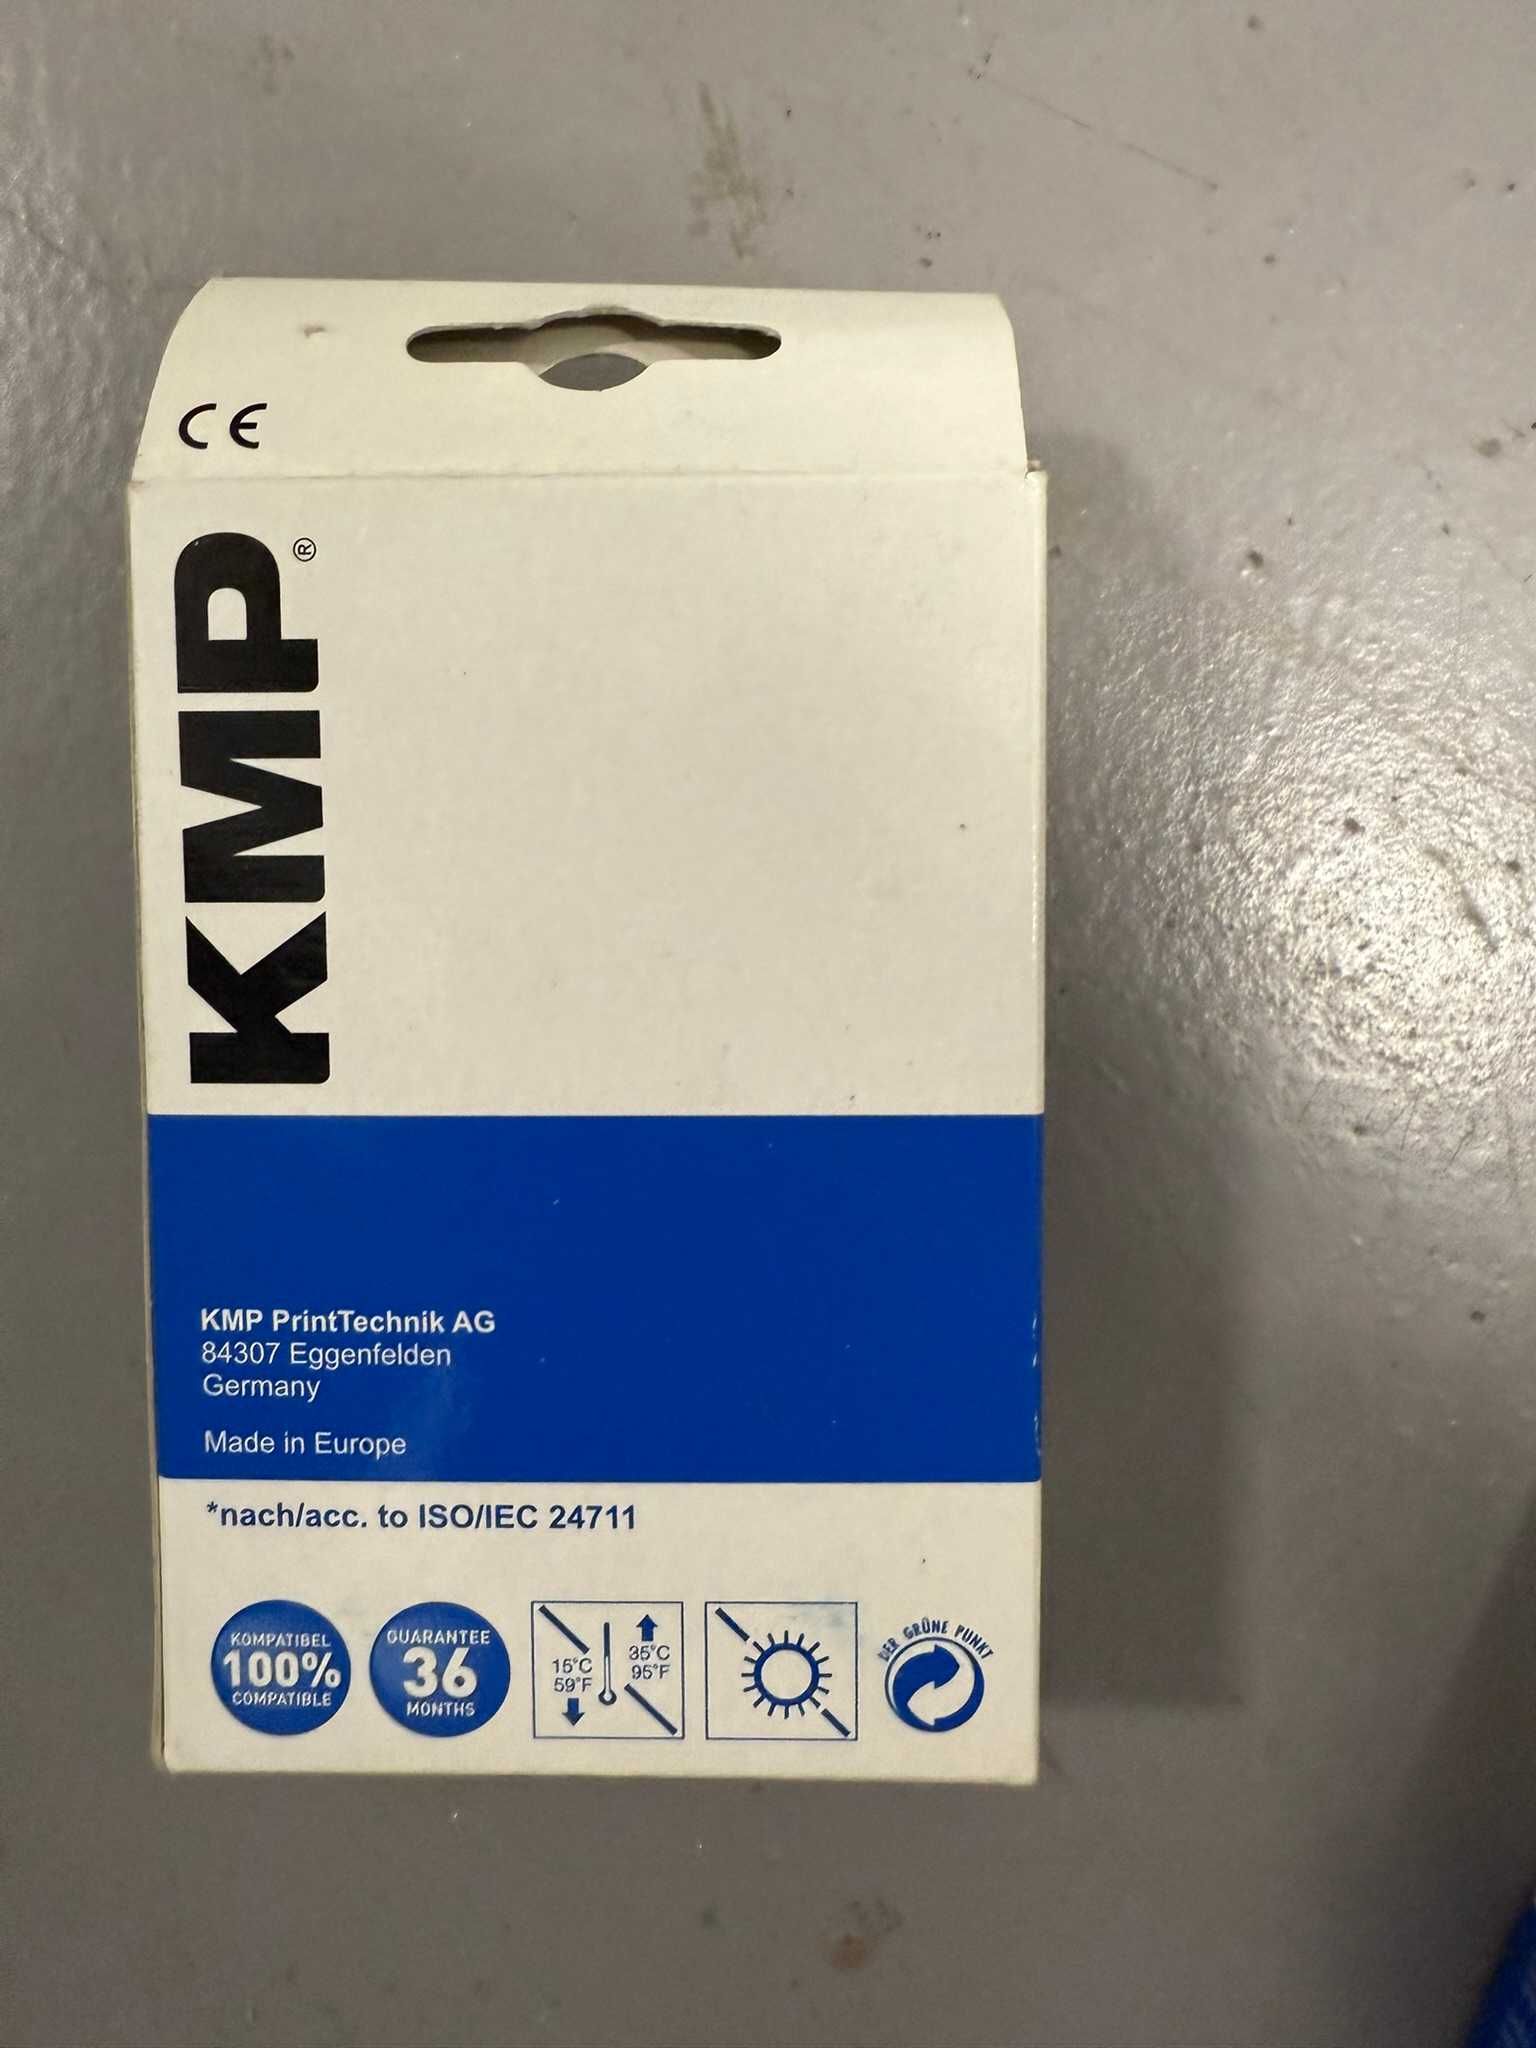 CE
KMP®
KMP PrintTechnik AG
84307 Eggenfelden
Germany
Made in Europe
*nach/acc. to ISO/IEC 24711
KOMPATIBEL
100%
COMPATIBLE
GUARANTEE
36
MONTHS
15°C
59°F
35°C
95°F
DER GRÜNE PUNKT